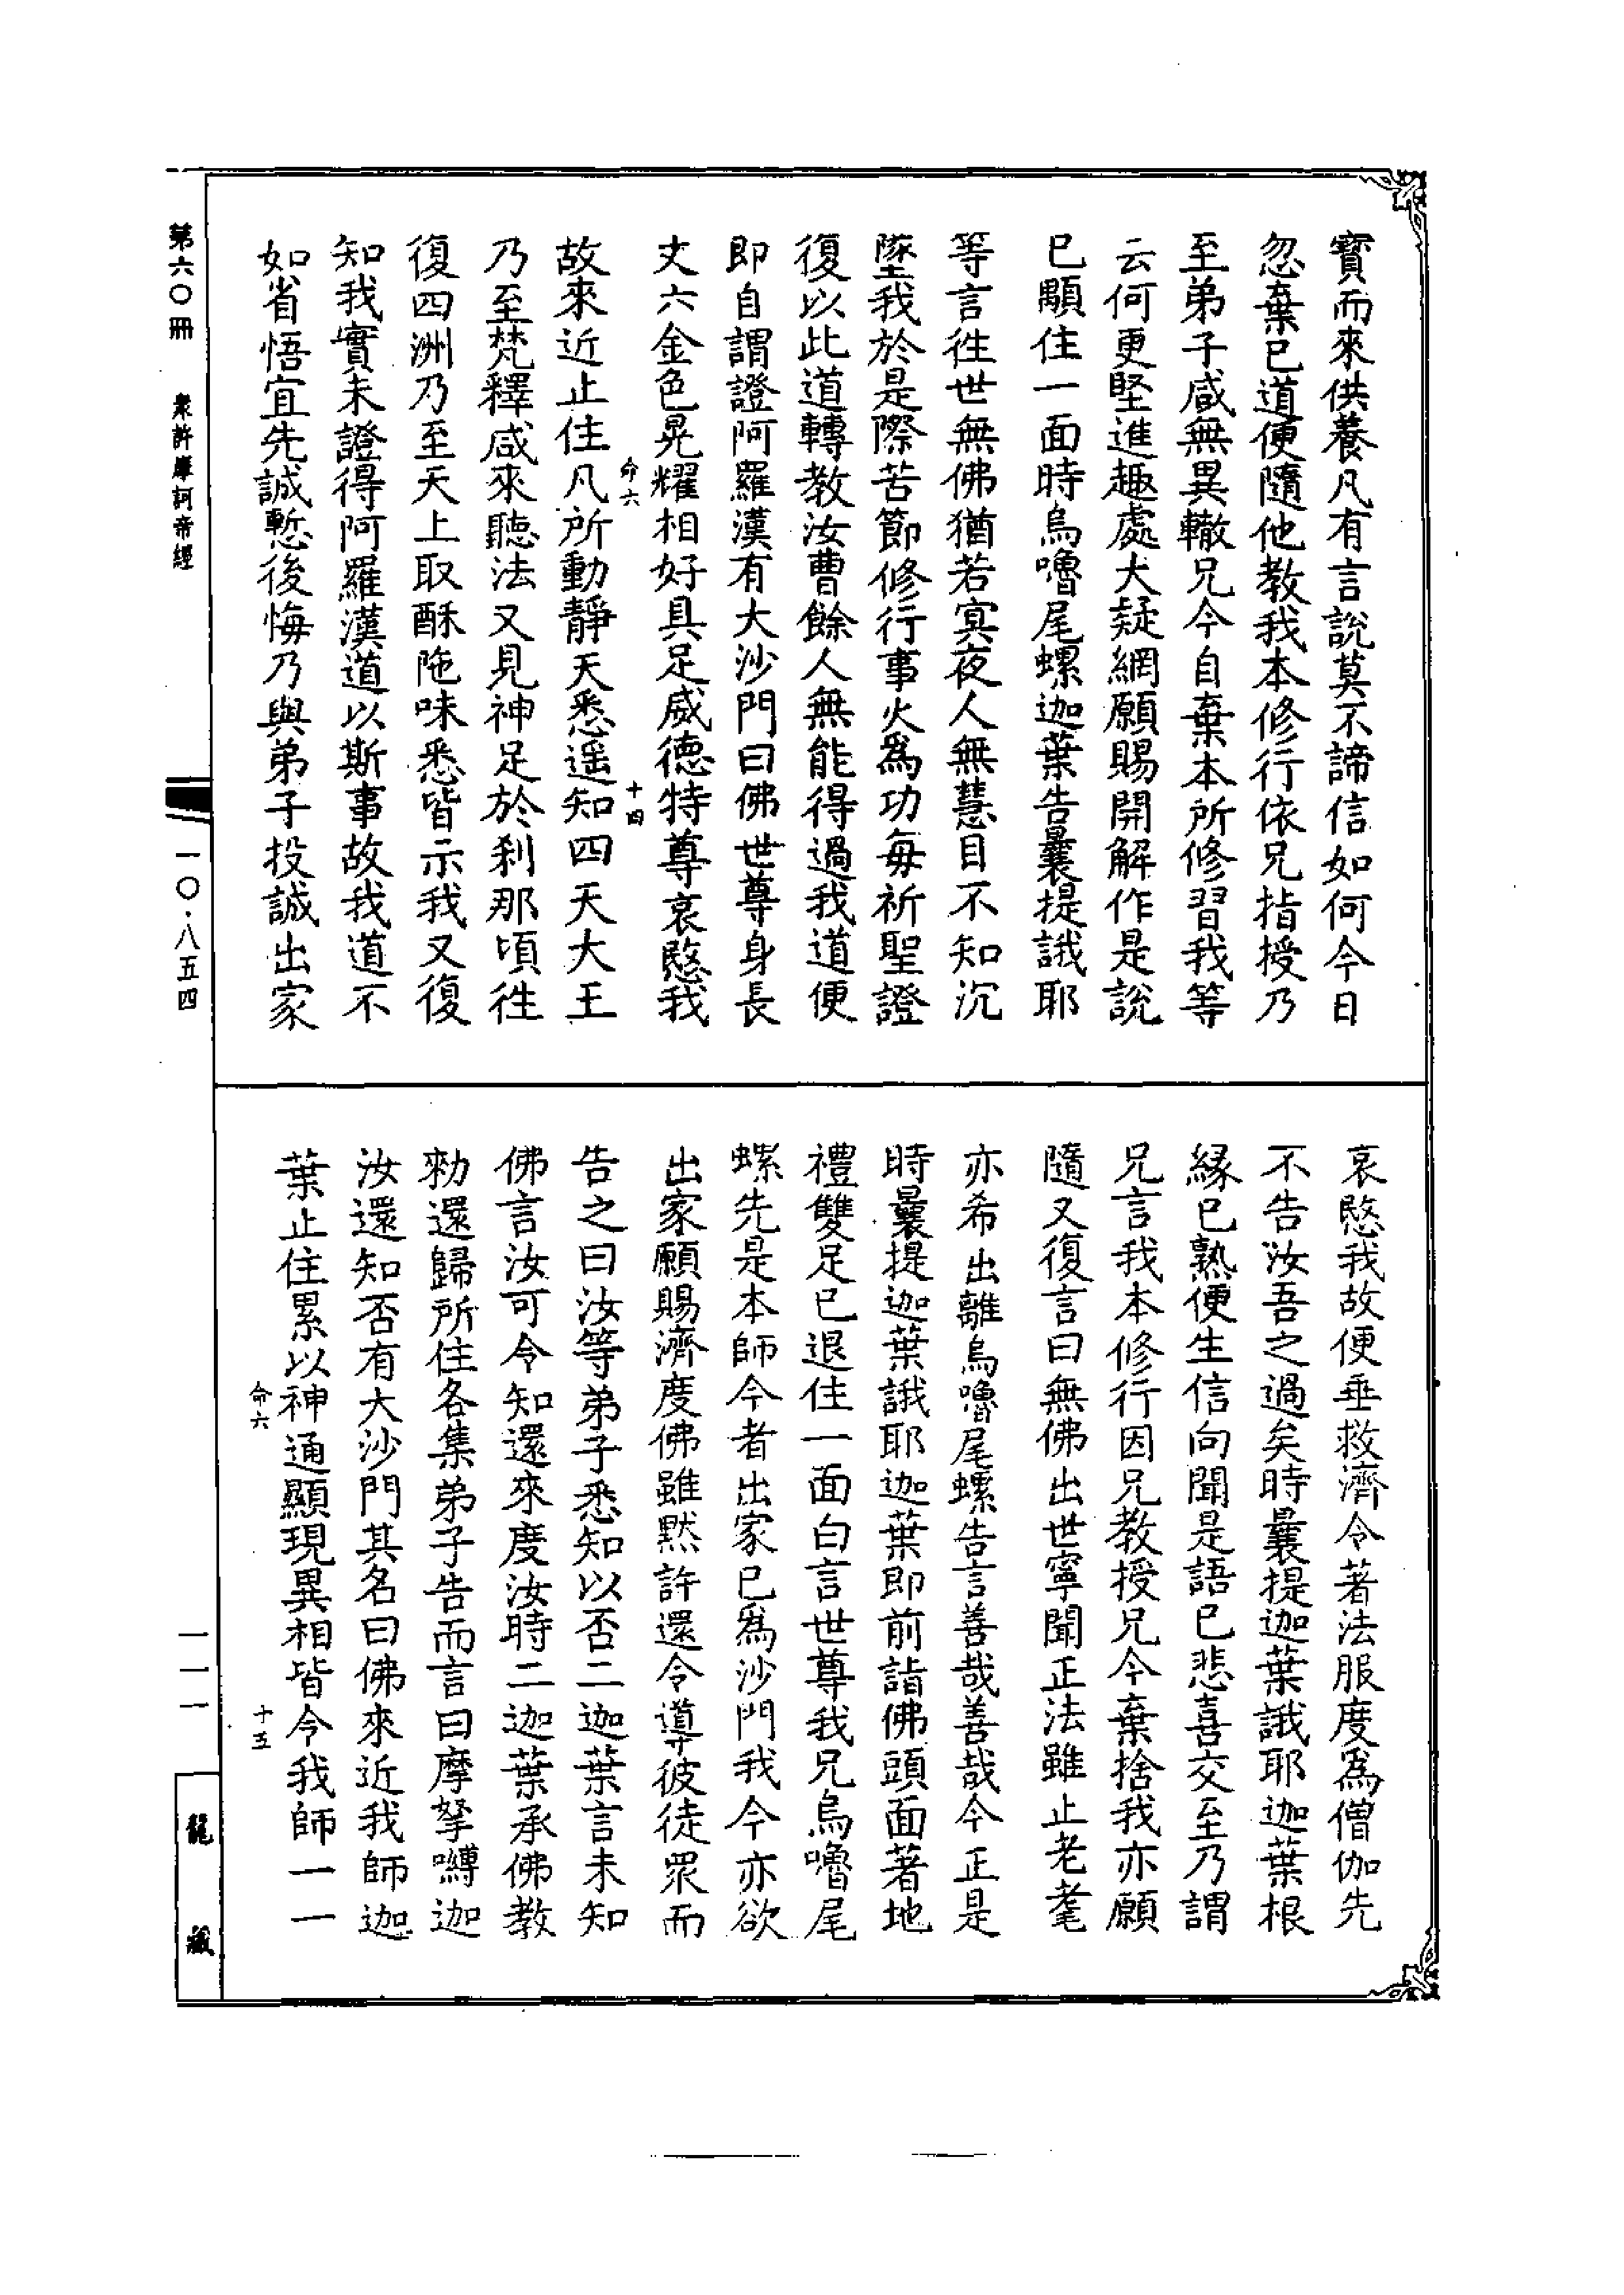 寳而來供養凡有言說莫不諦信如何今日
忽棄已道便隨他教我本修行依兄指授乃
至弟子咸無異轍兄今自棄本所修習我等
云何更堅進趣處大疑網願賜開解作是說
已顒住一面時烏嚕尾螺迦葉告曩提誐耶
等言徃世無佛猶若寘夜人無慧目不知沉
墜我於是際苦節修行事火爲功每祈聖證
復以此道轉教汝曹餘人無能得過我道便
即自謂證阿羅漢有大沙門曰佛世尊身長
丈六金色晃耀相好具足威德特尊哀愍我
命六
十四
故來近止住凡所動靜天悉遥知四天大王
乃至梵釋咸來聽法又見神足於刹那頃徃
復四洲乃至天上取酥陁味悉皆示我又復
知我實未證得阿羅漢道以斯事故我道不
如省悟宜先誠慙後悔乃與弟子投誠出家
哀愍我故便垂救濟令著法服度爲僧伽先
不告汝吾之過矣時曩提迦葉誐耶迦葉根
緣已熟便生信向聞是語已悲喜交至乃謂
兄言我本修行因兄教授兄今棄捨我亦願
隨又復言曰無佛出世寧聞正法雖止老耄
亦希出離烏嚕尾螺告言善哉善哉今正是
時曩提迦葉誐耶迦葉即前詣佛頭面著地
禮雙足已退住一面白言世尊我兄烏嚕尾
螺先是本師今者出家已爲沙門我今亦欲
出家願賜濟度佛雖黙許還令導彼徒眾而
告之曰汝等弟子悉知以否二迦葉言未知
佛言汝可令知還來度汝時二迦葉承佛教
勑還歸所住各集弟子告而言曰摩拏嚩迦
汝還知否有大沙門其名曰佛來近我師迦
葉止住累以神通顯現異相皆令我師一一
命六
十五
第六〇冊
衆許摩訶帝經
一〇·八五四
一一一
龍藏